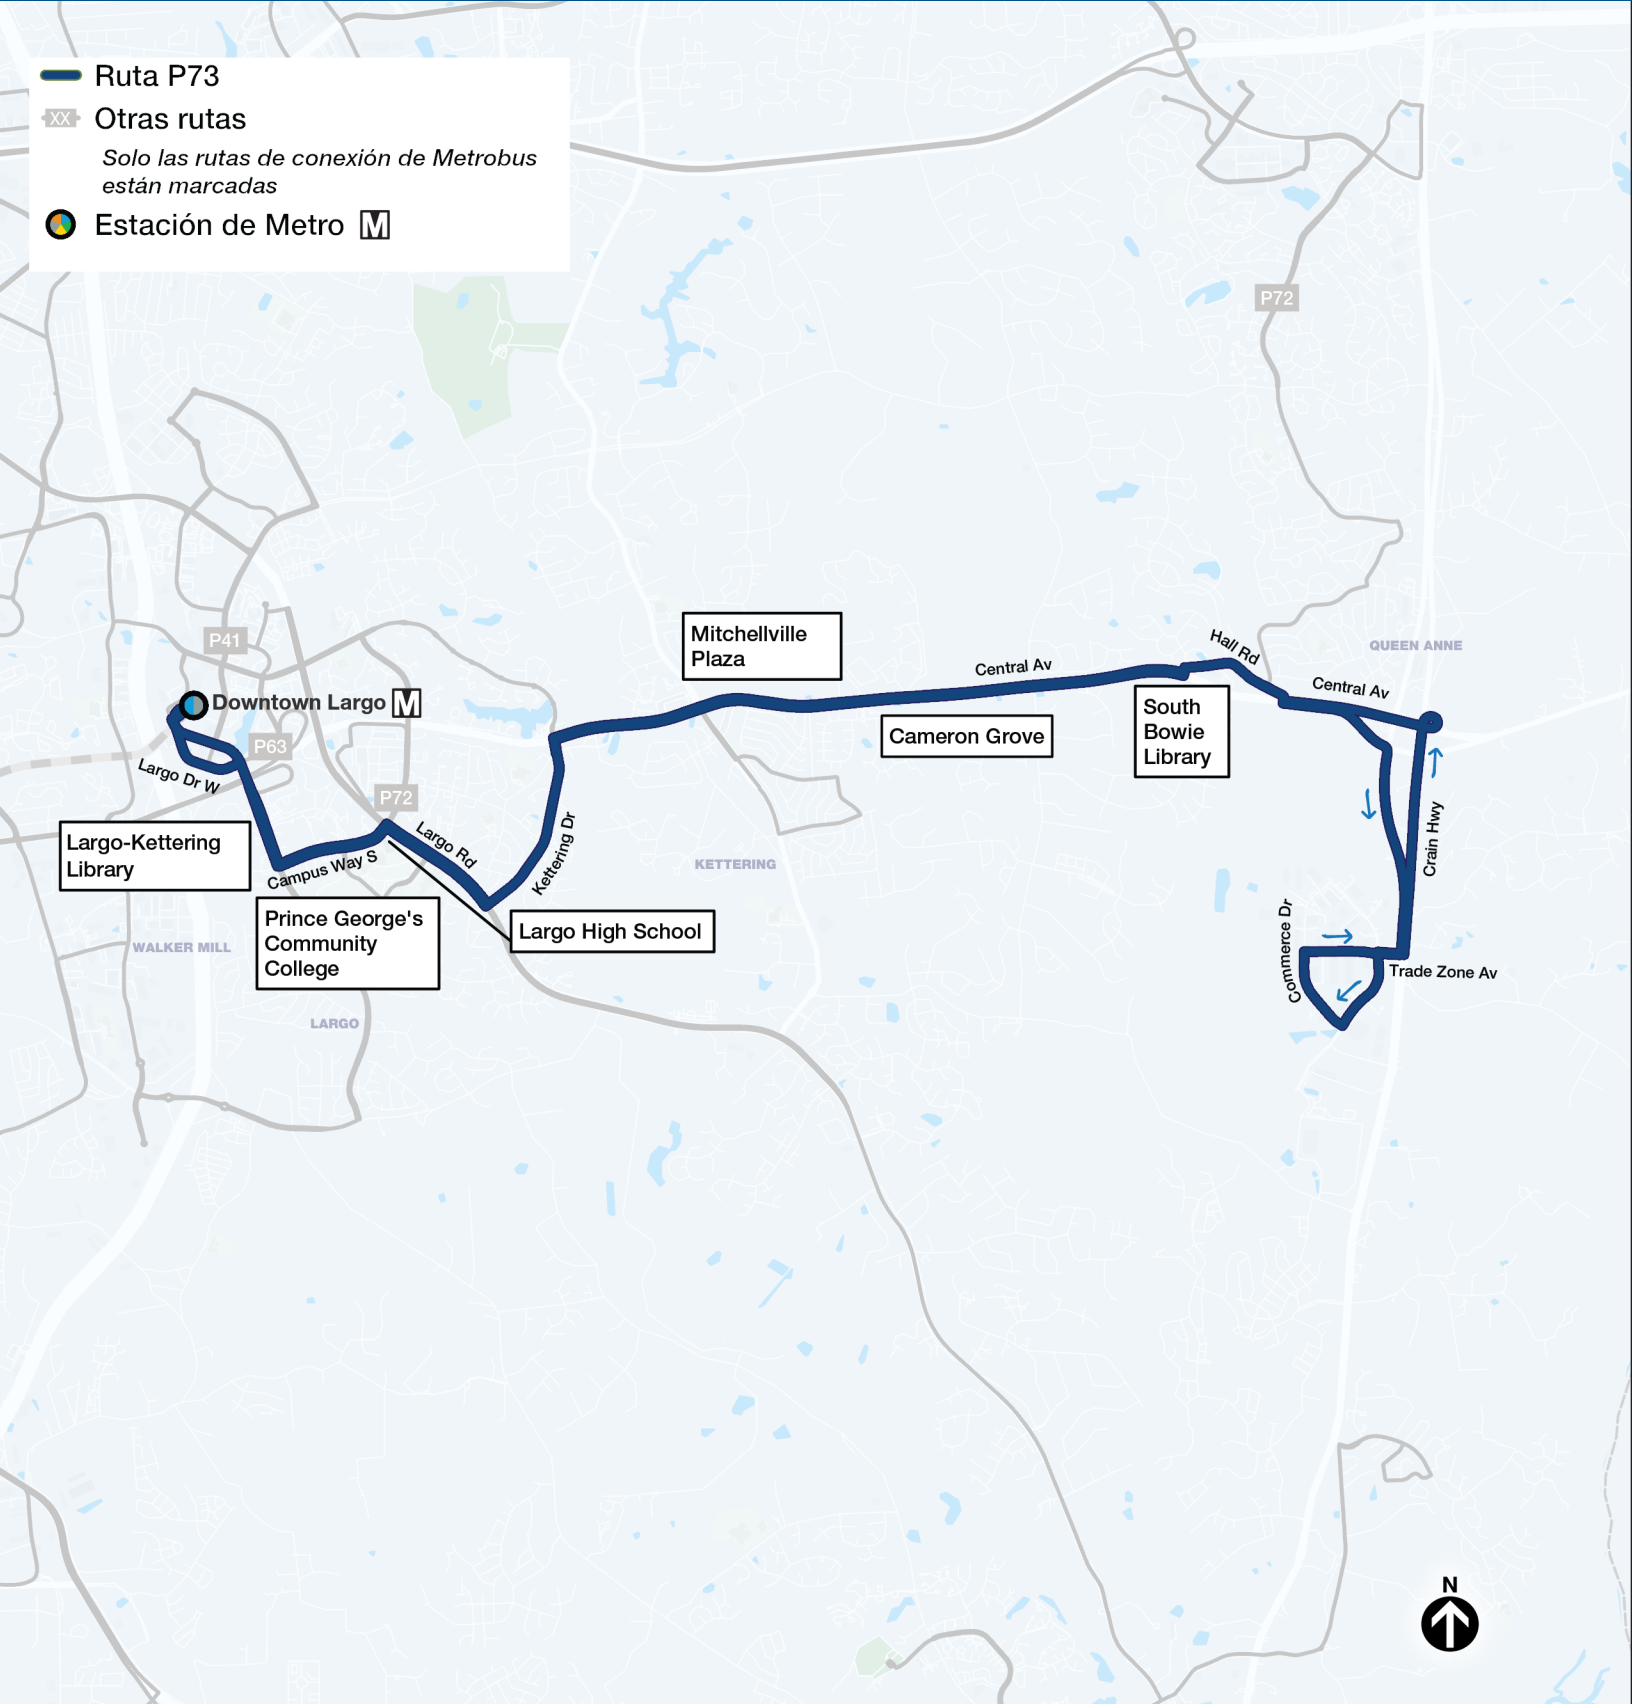 Ruta P73
XX
Otras rutas
Solo las rutas de conexión de Metrobus
están marcadas
Estación de Metro M
P72
P41
Downtown Largo M
P63
Largo Dr W
P72
Largo-Kettering
Library
Campus Way S
Largo Rd
Kettering Dr
Prince George's
Community
College
Largo High School
WALKER MILL
LARGO
KETTERING
Mitchellville
Plaza
Central Av
Cameron Grove
South
Bowie
Library
Hall Rd
Central Av
QUEEN ANNE
Crain Hwy
Commerce Dr
Trade Zone Av
N